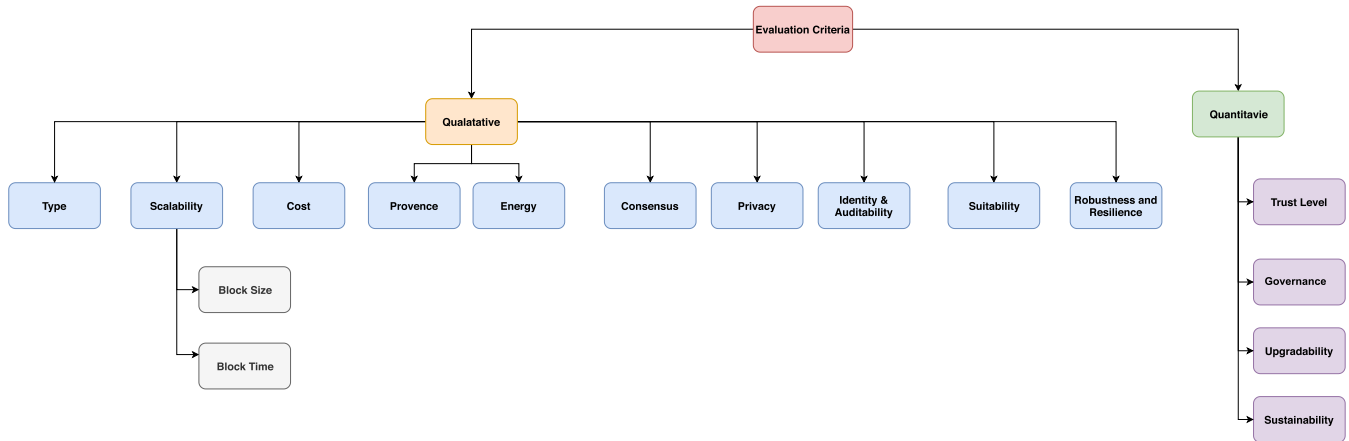 Evaluation Criteria
Qualatative
Quantitavie
Type
Scalability
Cost
Provence
Energy
Consensus
Privacy
Identity &
Auditability
Suitability
Robustness and
Resilience
Trust Level
Block Size
Governance
Block Time
Upgradability
Sustainability